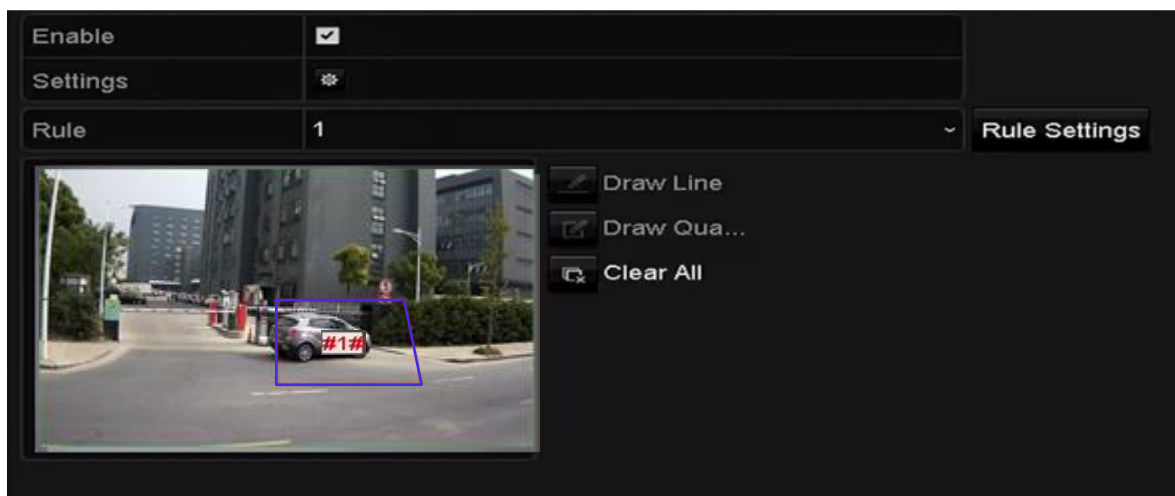 Enable
Settings
Rule 1 Rule Settings
Draw Line
Draw Qua...
Clear All
#1#